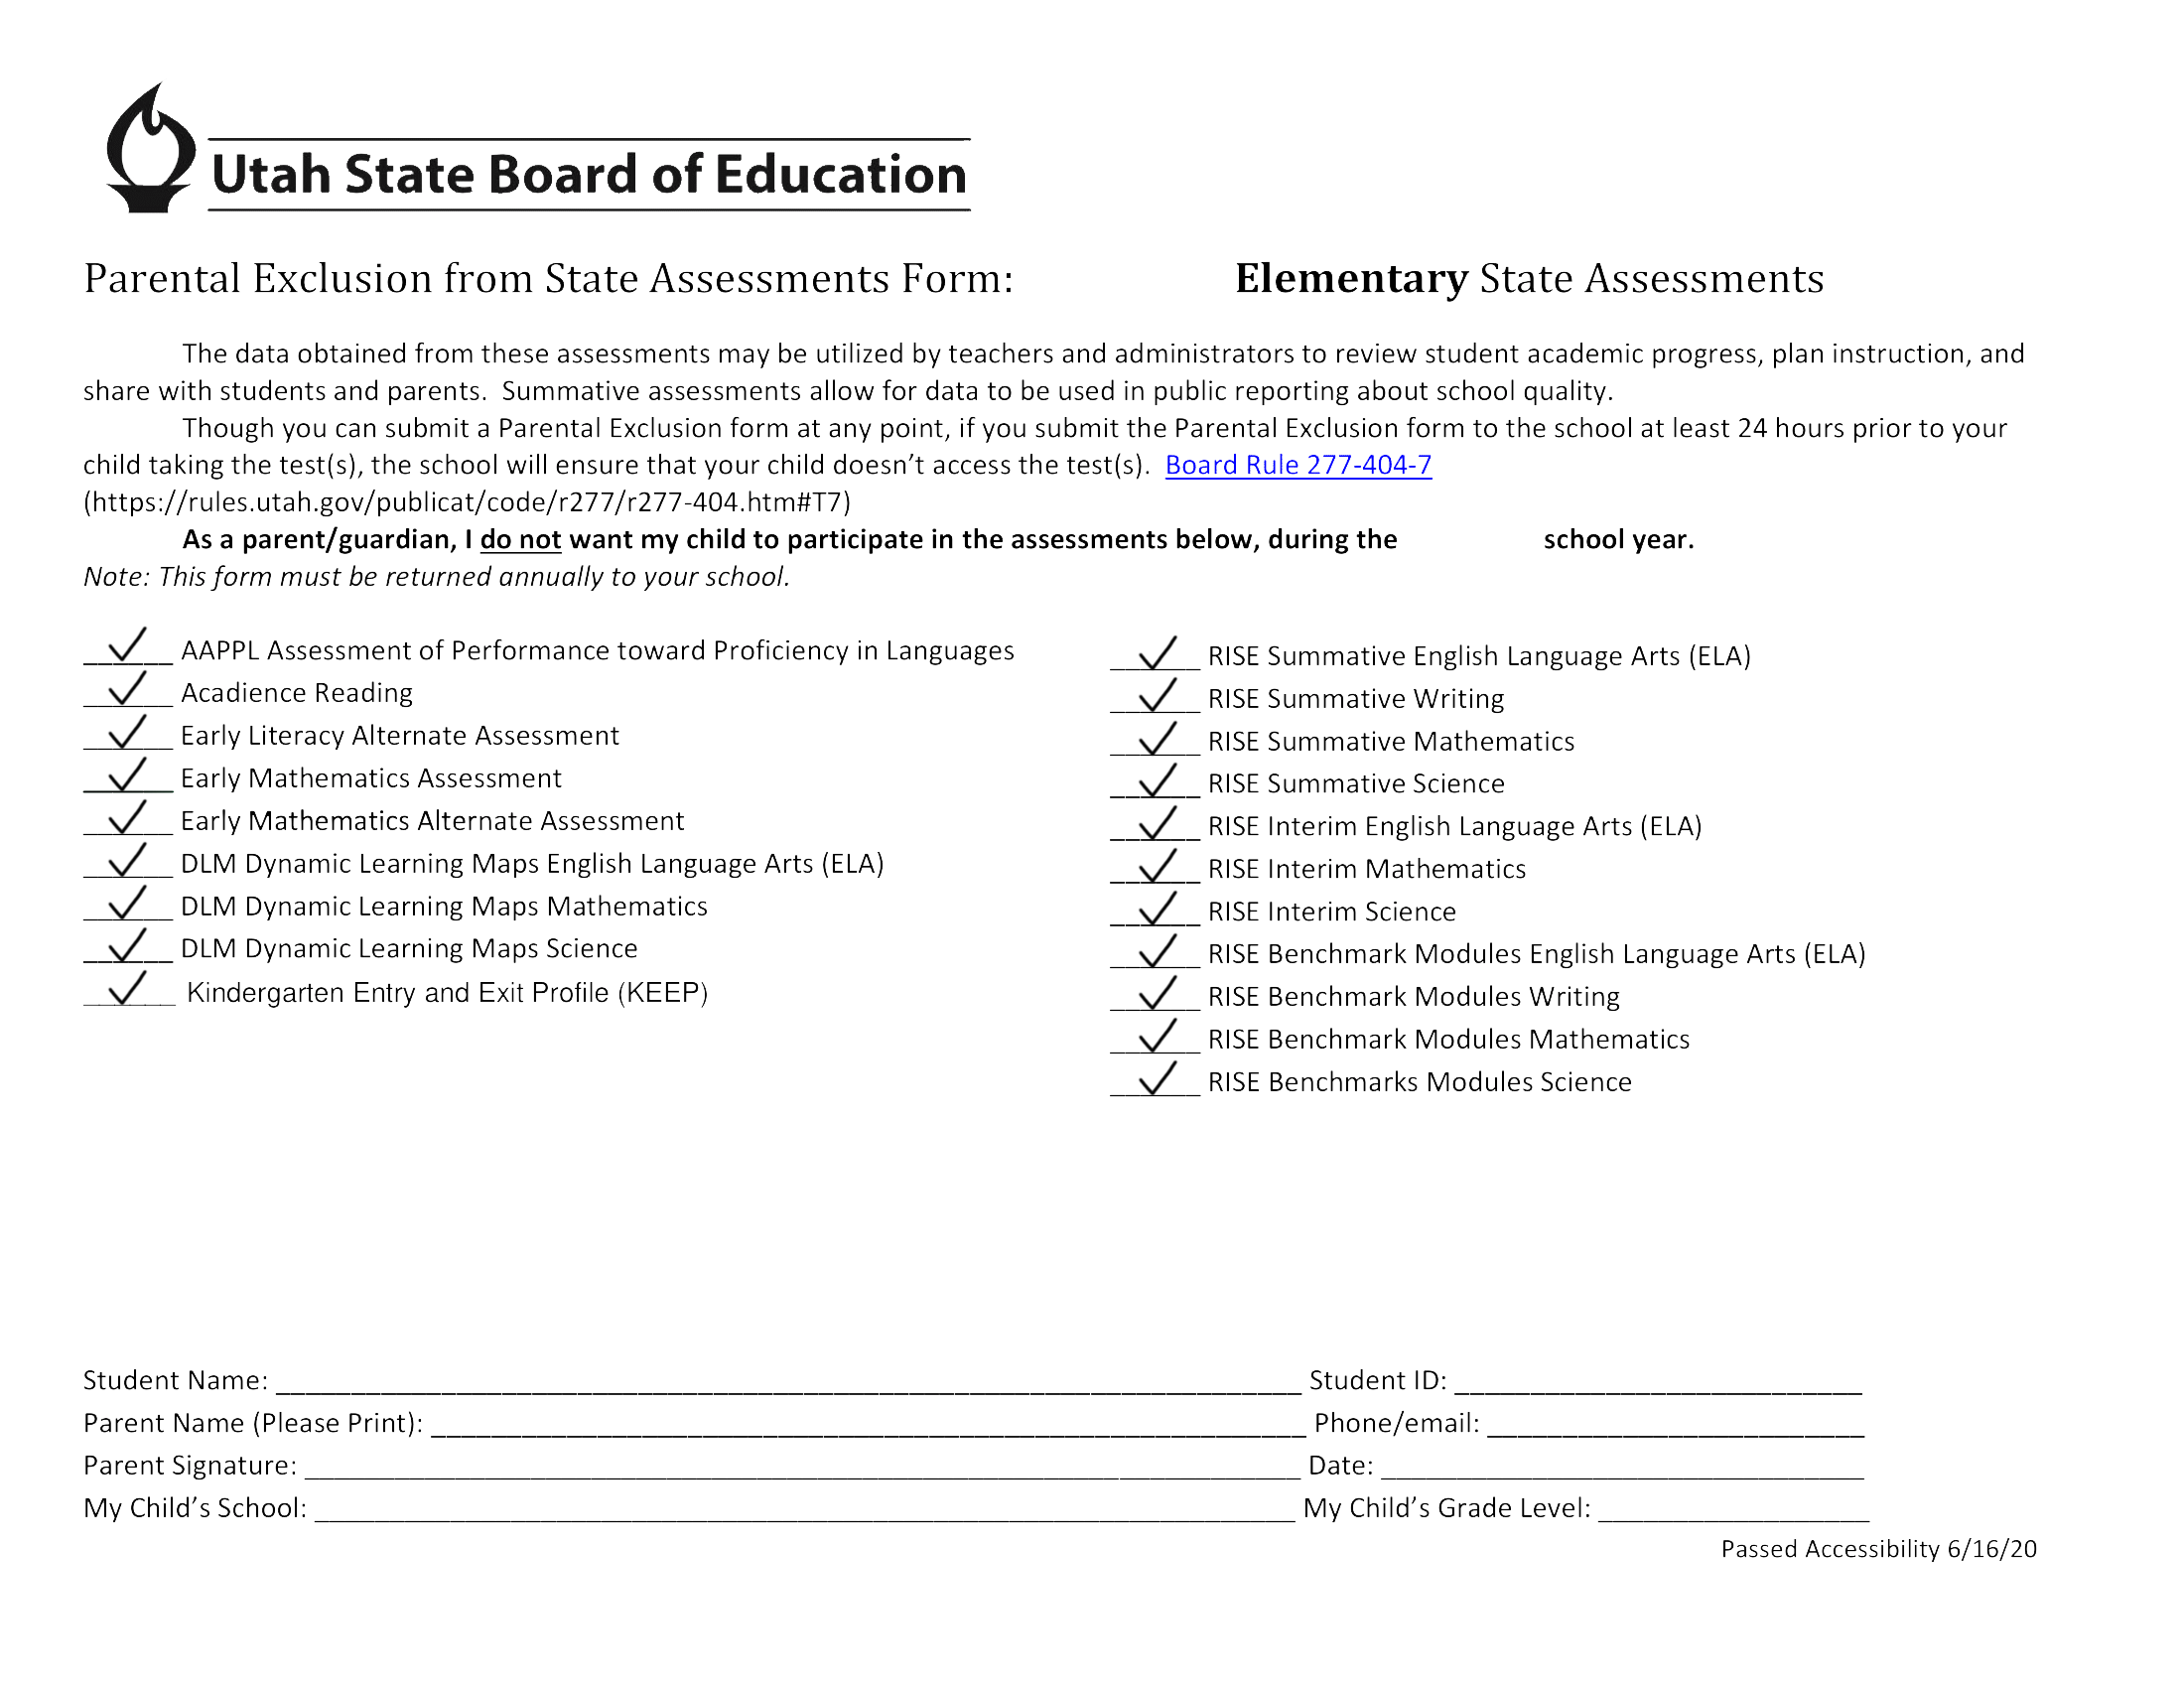 Utah State Board of Education
Parental Exclusion from State Assessments Form: Elementary State Assessments
The data obtained from these assessments may be utilized by teachers and administrators to review student academic progress, plan instruction, and
share with students and parents. Summative assessments allow for data to be used in public reporting about school quality.
Though you can submit a Parental Exclusion form at any point, if you submit the Parental Exclusion form to the school at least 24 hours prior to your
child taking the test(s), the school will ensure that your child doesn’t access the test(s). Board Rule 277-404-7
(https://rules.utah.gov/publicat/code/r277/r277-404.htm#T7)
As a parent/guardian, I do not want my child to participate in the assessments below, during the school year.
Note: This form must be returned annually to your school.
✓ AAPPL Assessment of Performance toward Proficiency in Languages
✓ Acadience Reading
✓ Early Literacy Alternate Assessment
✓ Early Mathematics Assessment
✓ Early Mathematics Alternate Assessment
✓ DLM Dynamic Learning Maps English Language Arts (ELA)
✓ DLM Dynamic Learning Maps Mathematics
✓ DLM Dynamic Learning Maps Science
✓ Kindergarten Entry and Exit Profile (KEEP)
✓ RISE Summative English Language Arts (ELA)
✓ RISE Summative Writing
✓ RISE Summative Mathematics
✓ RISE Summative Science
✓ RISE Interim English Language Arts (ELA)
✓ RISE Interim Mathematics
✓ RISE Interim Science
✓ RISE Benchmark Modules English Language Arts (ELA)
✓ RISE Benchmark Modules Writing
✓ RISE Benchmark Modules Mathematics
✓ RISE Benchmarks Modules Science
Student Name: ____ Student ID: ____
Parent Name (Please Print): ____ Phone/email: ____
Parent Signature: ____ Date: ____
My Child’s School: ____ My Child’s Grade Level: ____
Passed Accessibility 6/16/20